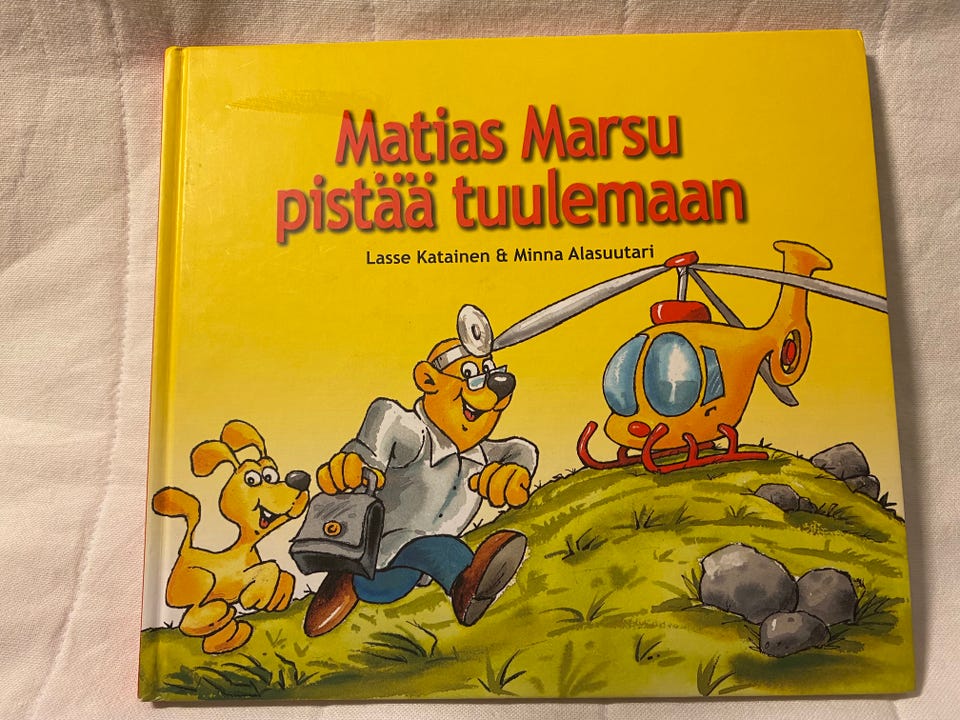 Matias Marsu
pistää tuulemaan
Lasse Katainen & Minna Alasuutari